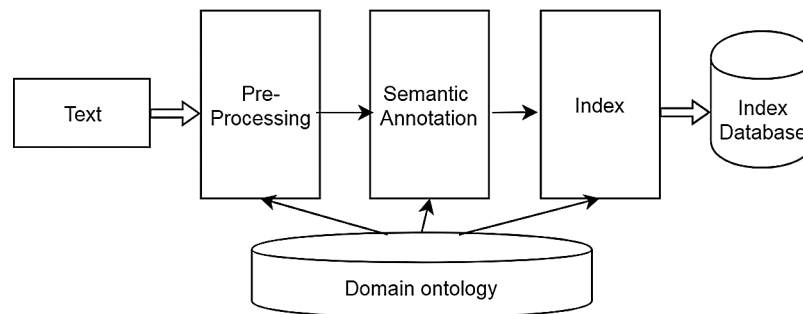 Text
Pre-
Processing
Semantic
Annotation
Index
Index
Database
Domain ontology